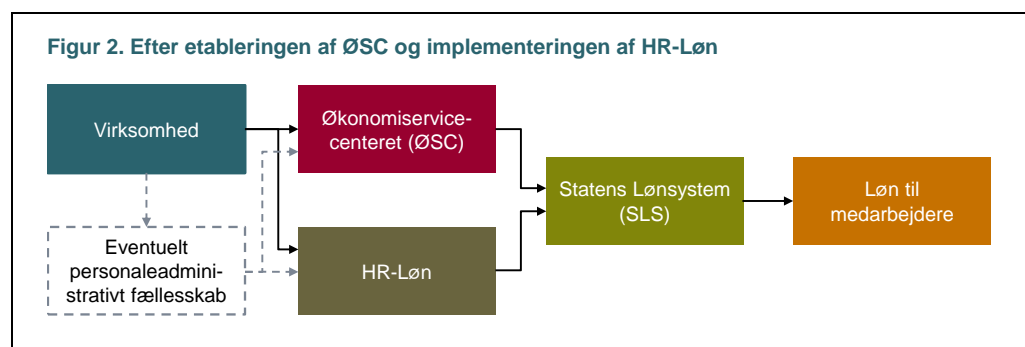 Figur 2. Efter etableringen af ØSC og implementeringen af HR-Løn
Virksomhed
Økonomiservice-
centeret (ØSC)
Statens Lønsystem
(SLS)
Løn til
medarbejdere
Eventuelt
personaleadmini-
strativt fællesskab
HR-Løn